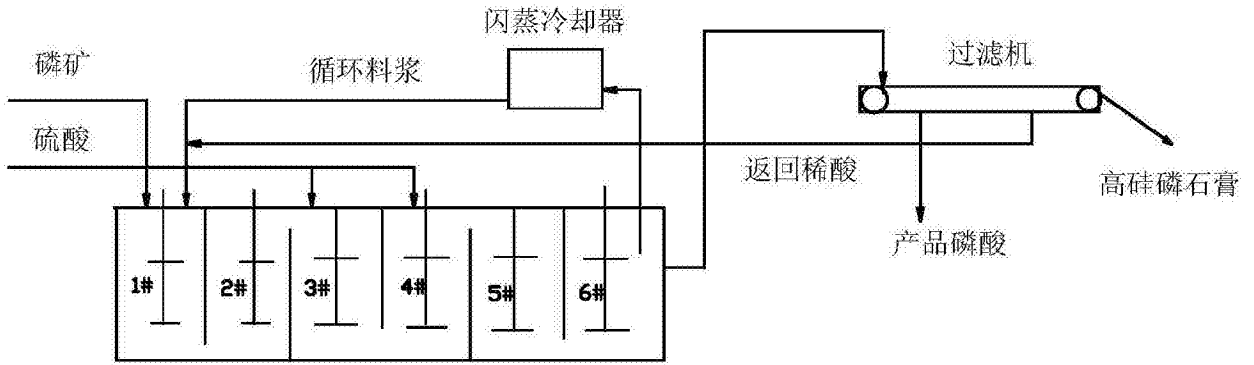 闪蒸冷却器
磷矿
循环料浆
过滤机
硫酸
返回稀酸
高硅磷石膏
产品磷酸
1#
2#
3#
4#
5#
6#